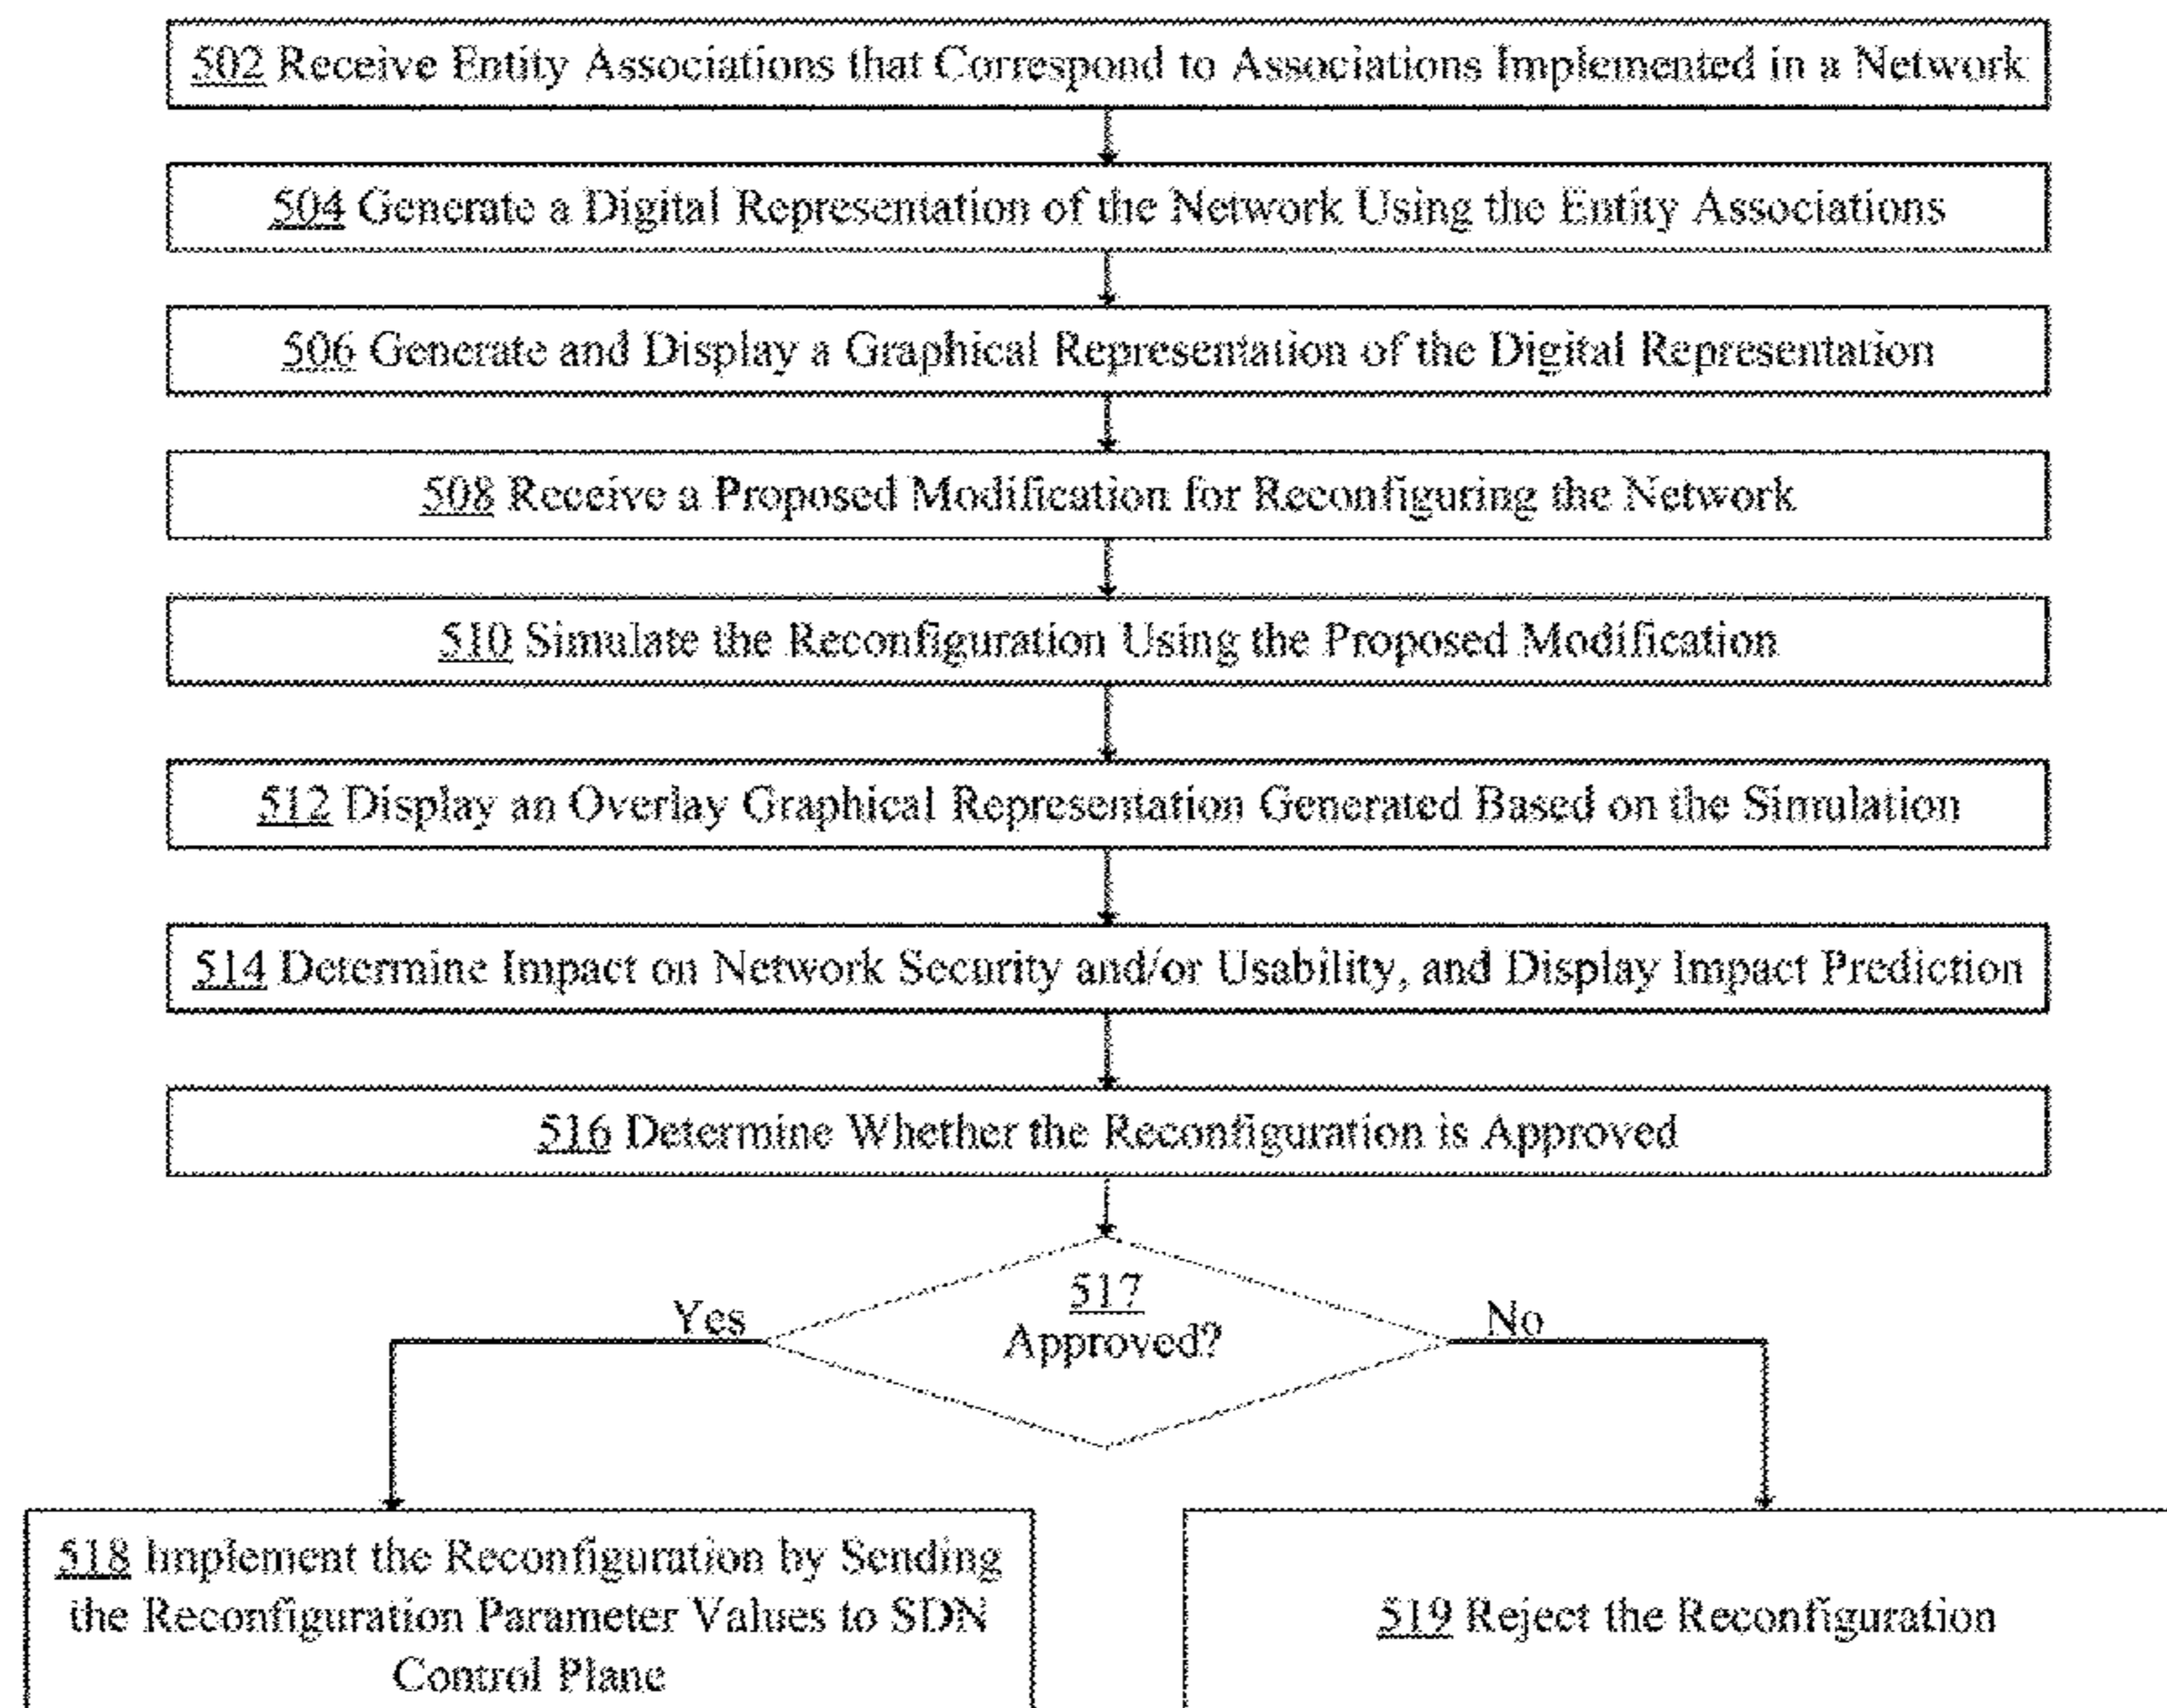 502 Receive Entity Associations that Correspond to Associations Implemented in a Network
504 Generate a Digital Representation of the Network Using the Entity Associations
506 Generate and Display a Graphical Representation of the Digital Representation
508 Receive a Proposed Modification for Reconfiguring the Network
510 Simulate the Reconfiguration Using the Proposed Modification
512 Display an Overlay Graphical Representation Generated Based on the Simulation
514 Determine Impact on Network Security and/or Usability, and Display Impact Prediction
516 Determine Whether the Reconfiguration is Approved
517
Approved?
Yes
No
518 Implement the Reconfiguration by Sending
the Reconfiguration Parameter Values to SDN
Control Plane
519 Reject the Reconfiguration